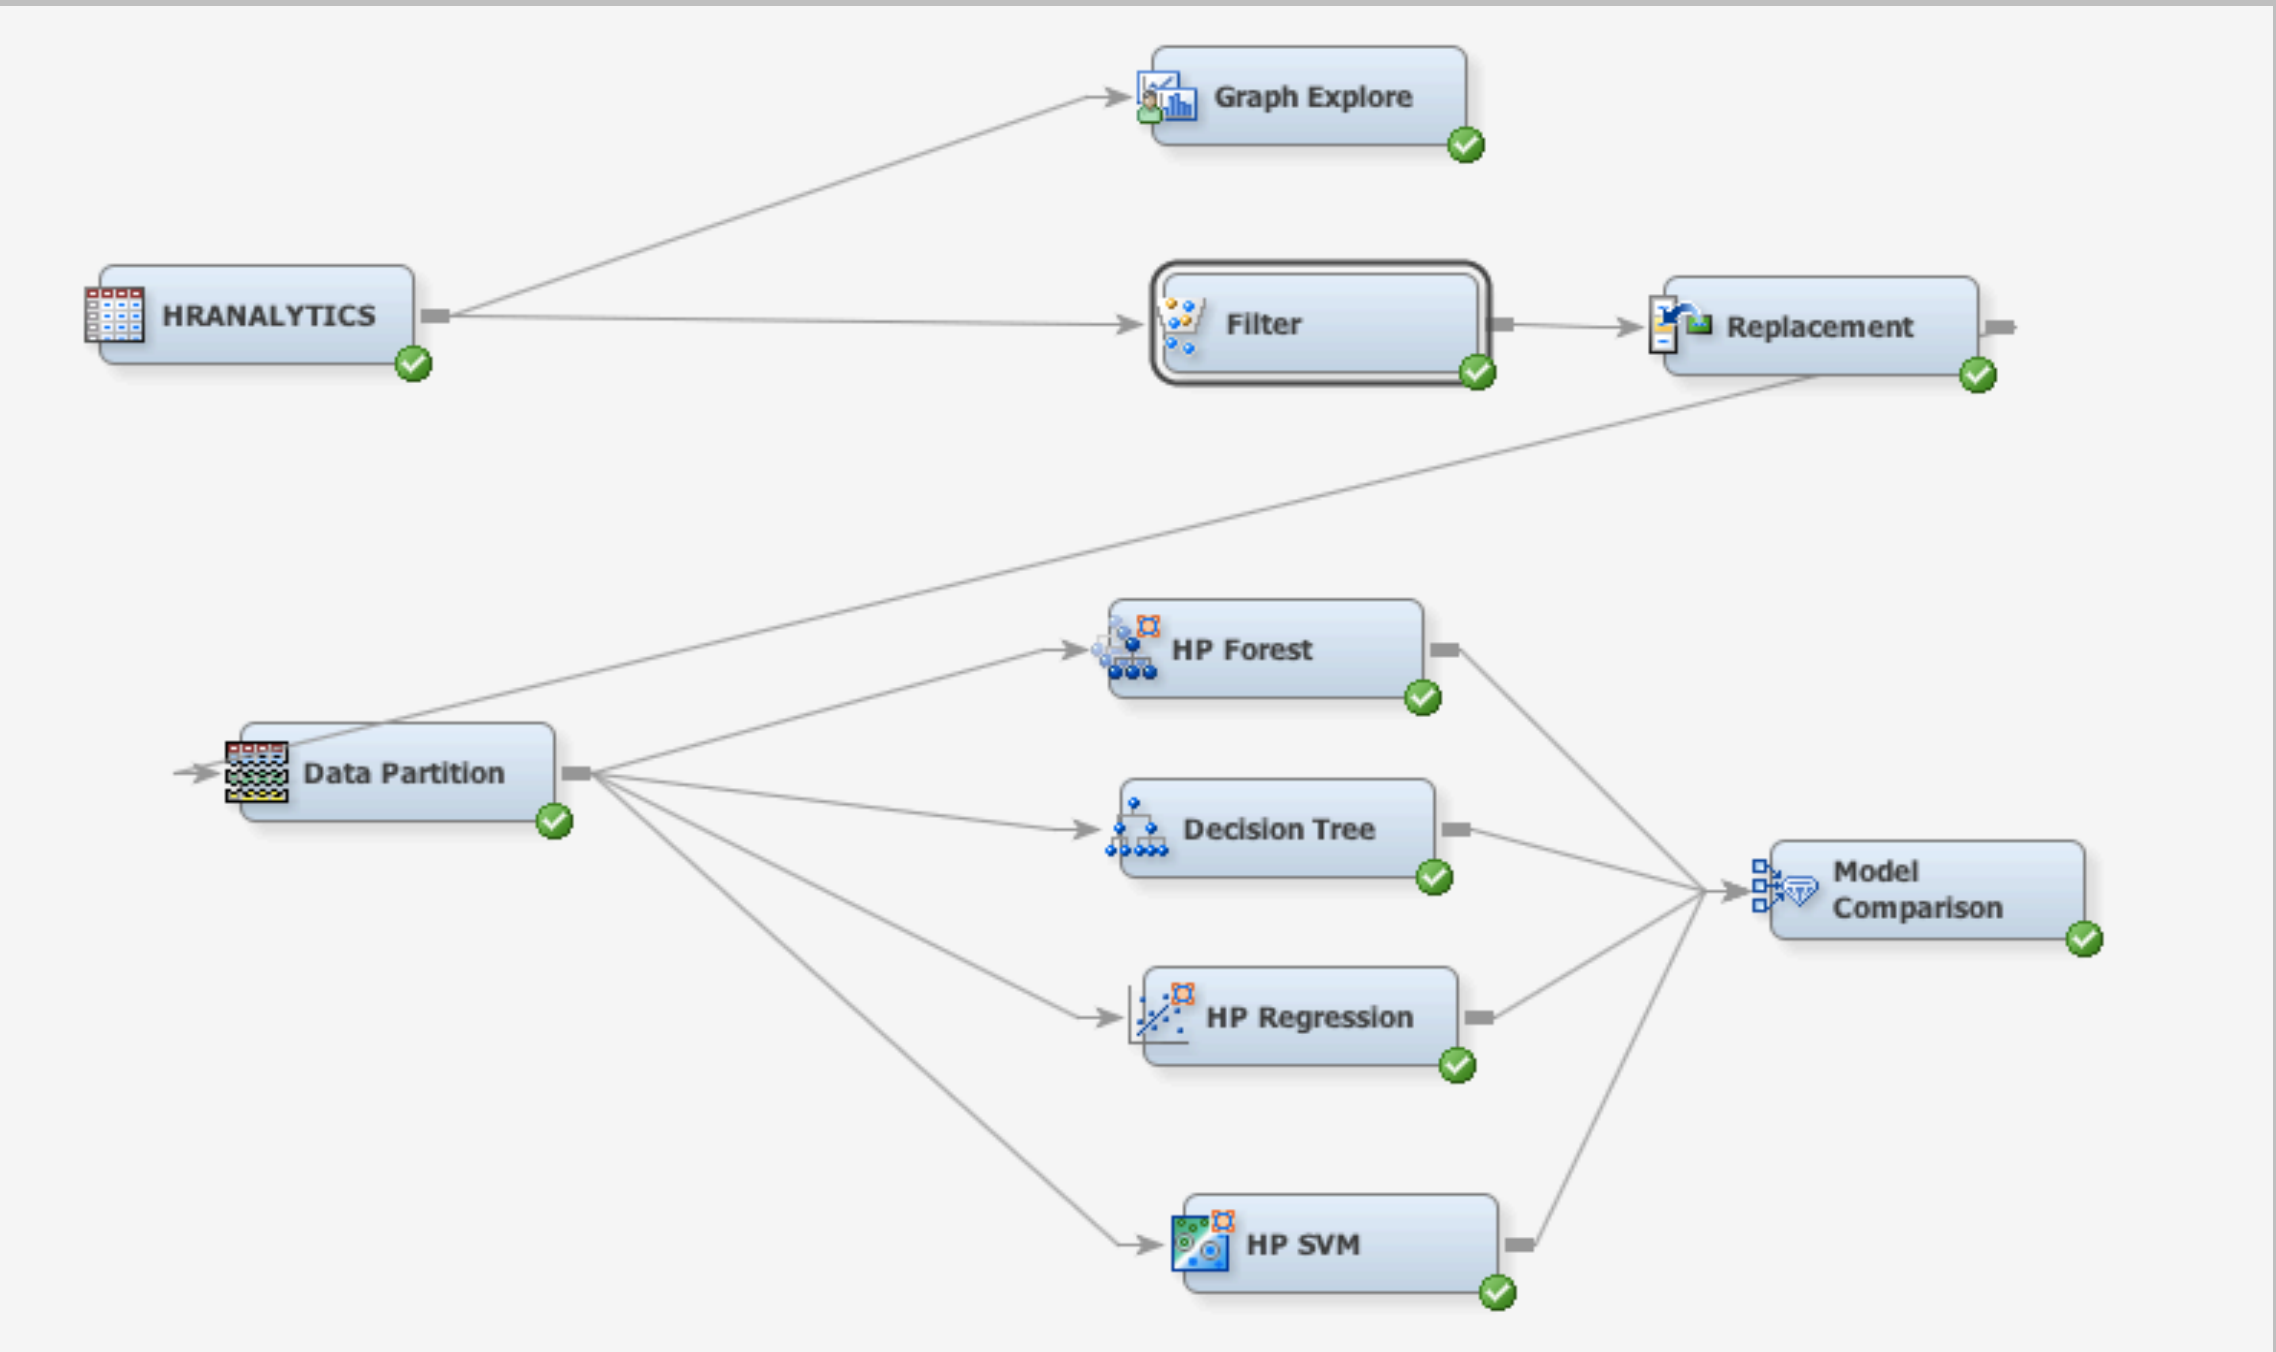 Graph Explore
HRANALYTICS
Filter
Replacement
HP Forest
Data Partition
Decision Tree
Model
Comparison
HP Regression
HP SVM